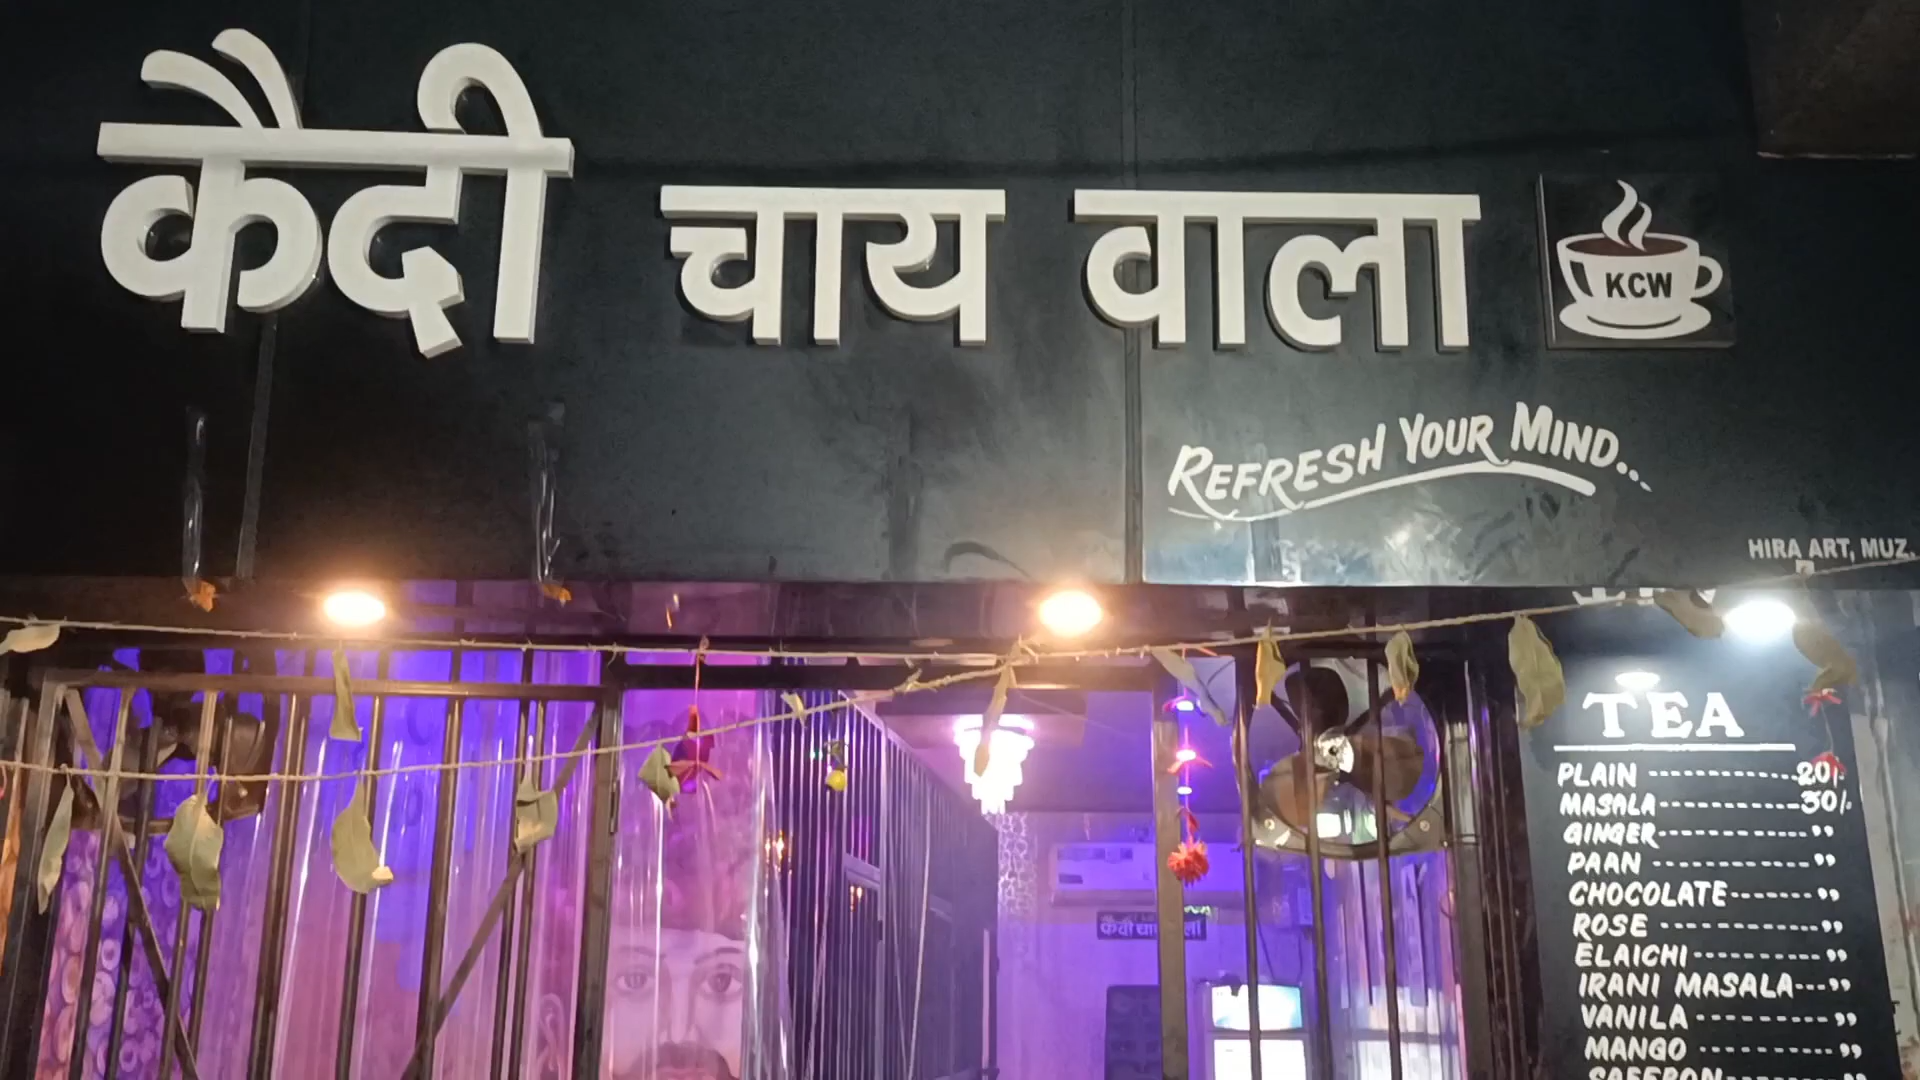 कैदी चाय वाला
KCW
REFRESH YOUR MIND..
HIRA ART, MUZ.
TEA
PLAIN -------------- 20/-
MASALA -------------- 30/-
GINGER ------------ ,,
PAAN ------------- ,,
CHOCOLATE ------- ,,
ROSE ------------- ,,
ELAICHI ---------- ,,
IRANI MASALA --- ,,
VANILA ---------- ,,
MANGO ---------- ,,
SAFFRON --------- ,,